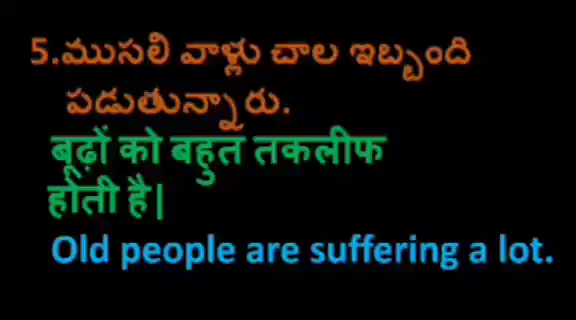 5.ముసలి వాళ్లు చాల ఇబ్బంది
పడుతున్నారు.
बूढ़ों को बहुत तकलीफ
होती है|
Old people are suffering a lot.